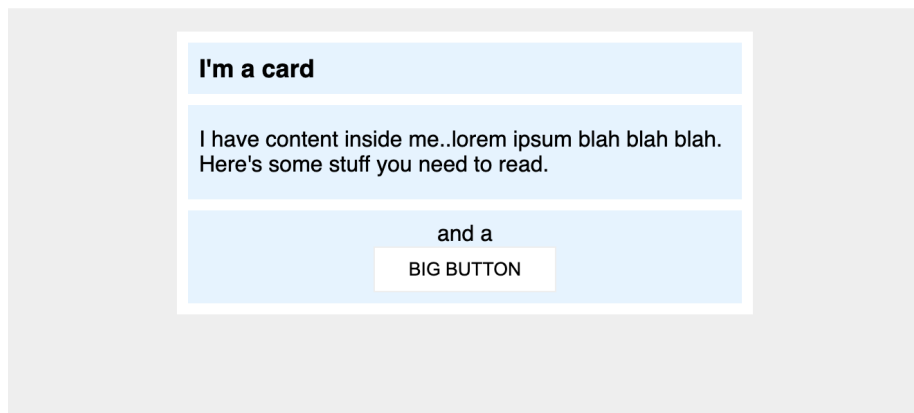 I'm a card
I have content inside me..lorem ipsum blah blah blah.
Here's some stuff you need to read.
and a
BIG BUTTON